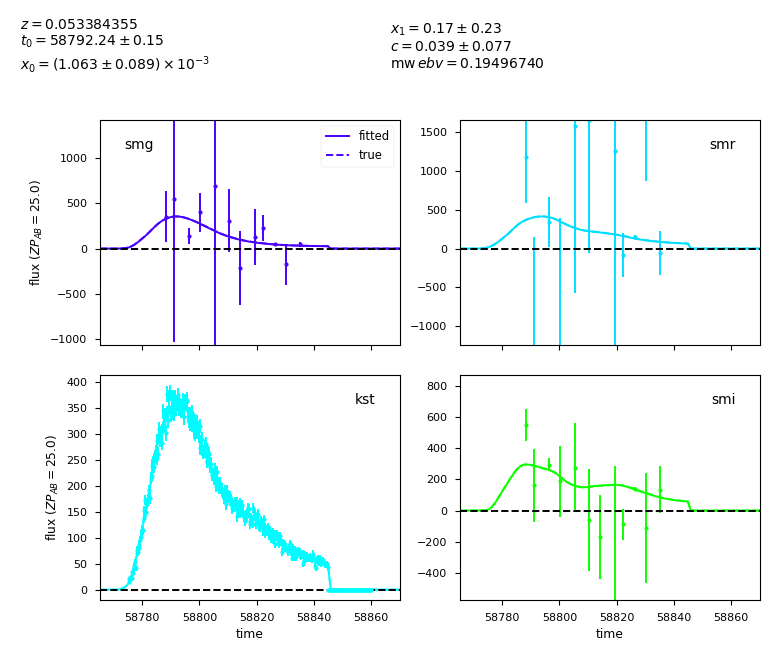 z = 0.053384355
t₀ = 58792.24 ± 0.15
x₀ = (1.063 ± 0.089) × 10⁻³
x₁ = 0.17 ± 0.23
c = 0.039 ± 0.077
mw ebv = 0.19496740
smg
fitted
true
1000
500
0
−500
−1000
flux (ZP_AB = 25.0)
smr
1500
1000
500
0
−500
−1000
kst
400
350
300
250
200
150
100
50
0
flux (ZP_AB = 25.0)
58780 58800 58820 58840 58860
time
smi
800
600
400
200
0
−200
−400
58780 58800 58820 58840 58860
time